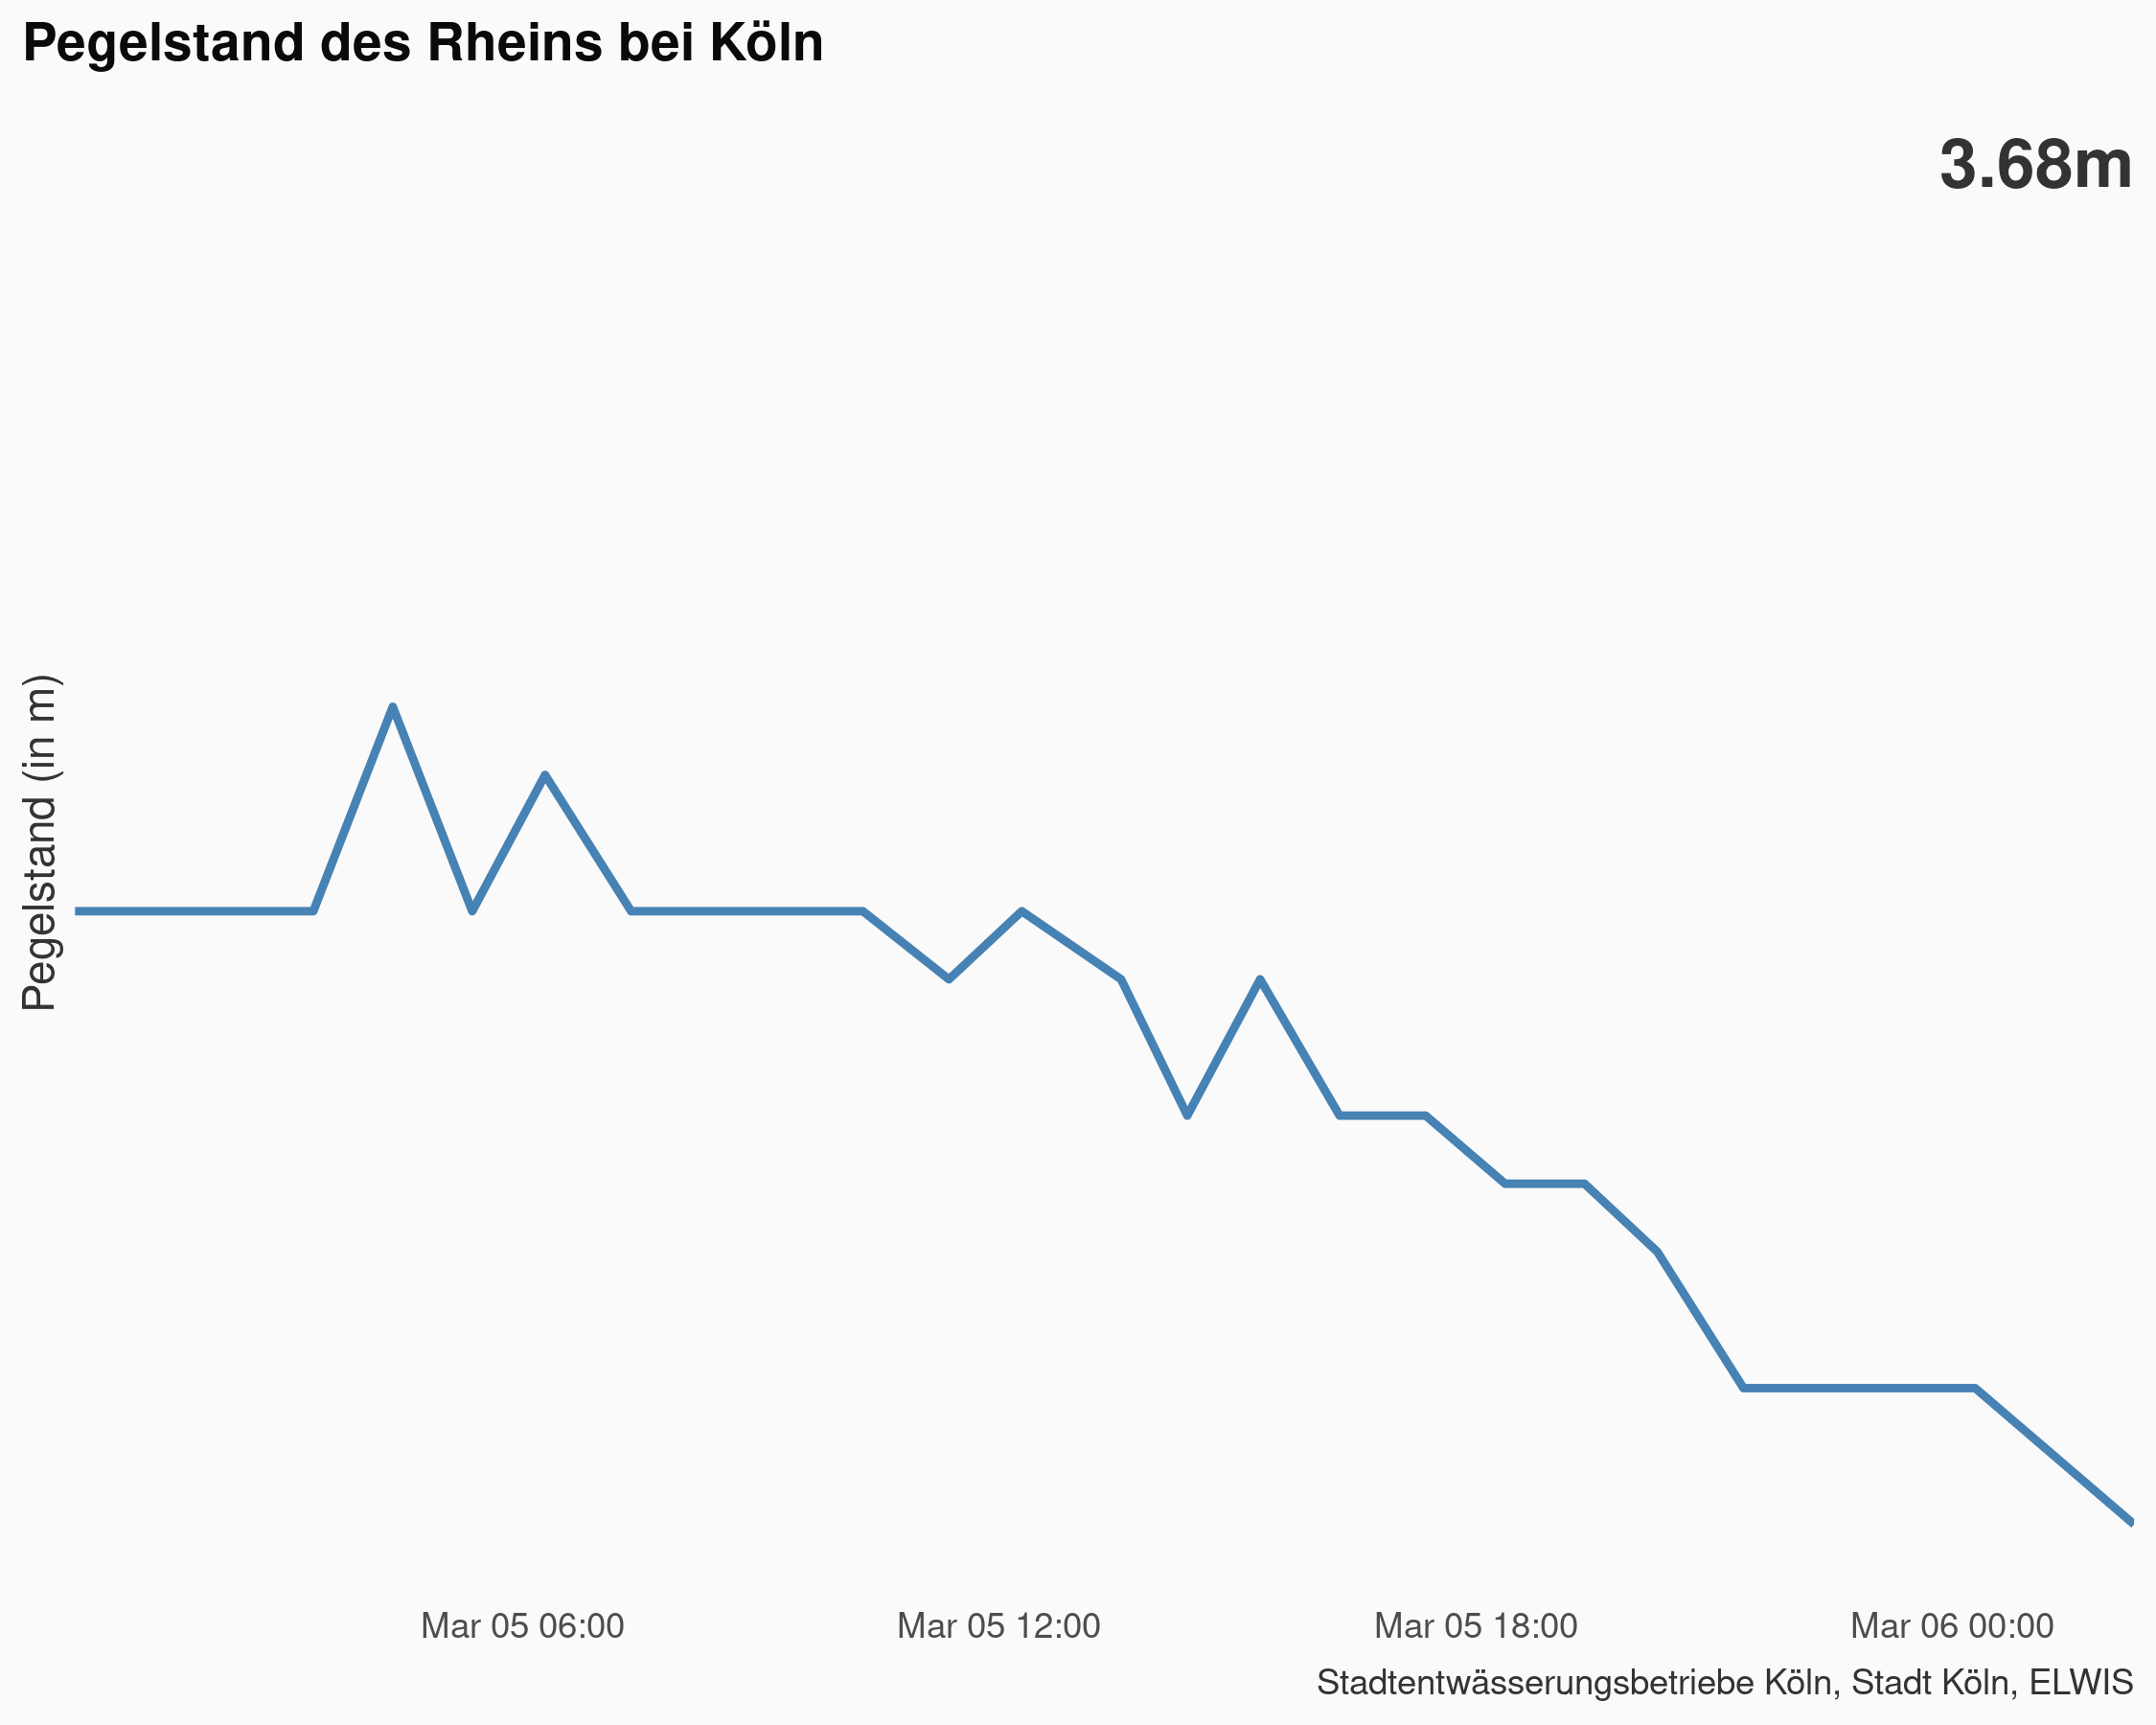 Pegelstand des Rheins bei Köln
3.68m
Pegelstand (in m)
Mar 05 06:00
Mar 05 12:00
Mar 05 18:00
Mar 06 00:00
Stadtentwässerungsbetriebe Köln, Stadt Köln, ELWIS